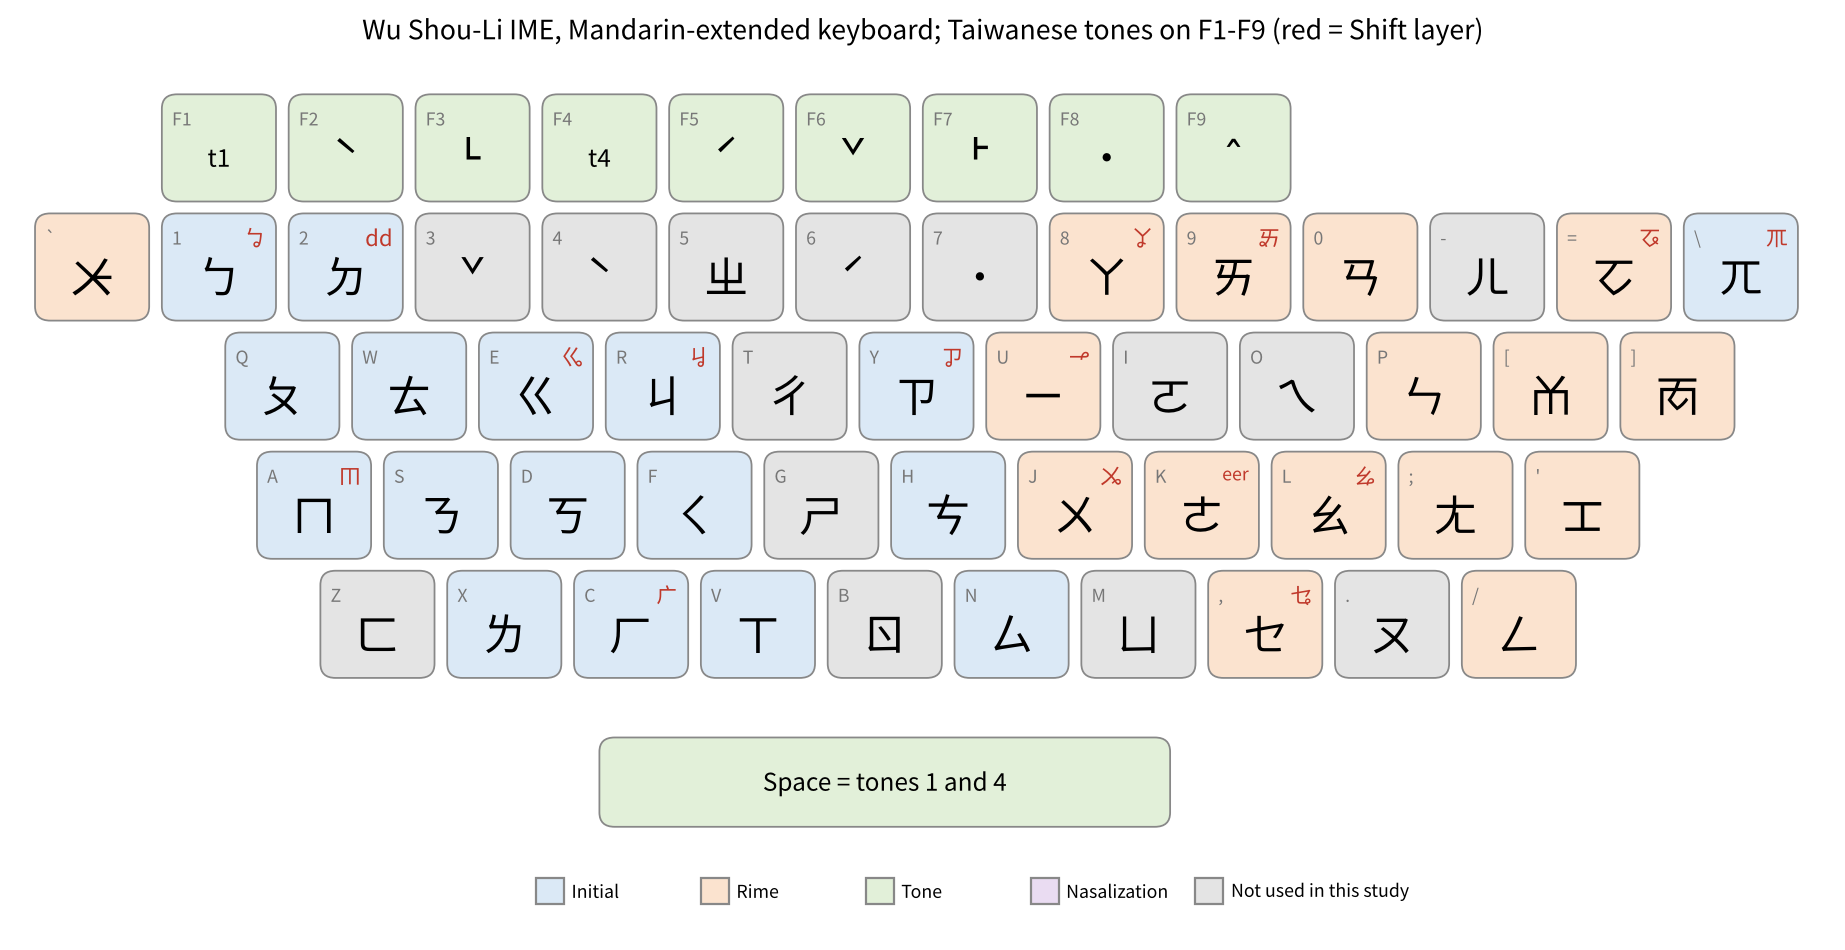 Wu Shou-Li IME, Mandarin-extended keyboard; Taiwanese tones on F1-F9 (red = Shift layer)
F1 t1 F2 ˋ F3 ㄴ F4 t4 F5 ˊ F6 ˇ F7 ㅏ F8 ˙ F9 ^
` ㆨ 1 ㆠ ㄅ 2 dd ㄉ 3 ˇ 4 ˋ 5 ㄓ 6 ˊ 7 ˙ 8 ㆩ ㄚ 9 ㆮ ㄞ 0 ㄢ - ㄦ = ㆧ ㆦ \ ㆭ ㄫ
Q ㄆ W ㄊ E ㆣ ㄍ R ㆢ ㄐ T ㄔ Y ㆡ ㄗ U ㆪ ㄧ I ㄛ O ㄟ P ㄣ [ ㆰ ] ㆱ
A ㆬ ㄇ S ㄋ D ㄎ F ㄑ G ㄕ H ㄘ J ㆫ ㄨ K eer ㄜ L ㆯ ㄠ ; ㄤ ' ㆲ
Z ㄈ X ㄌ C ㄬ ㄏ V ㄒ B ㄖ N ㄙ M ㄩ , ㆥ ㄝ . ㄡ / ㄥ
Space = tones 1 and 4
Initial Rime Tone Nasalization Not used in this study